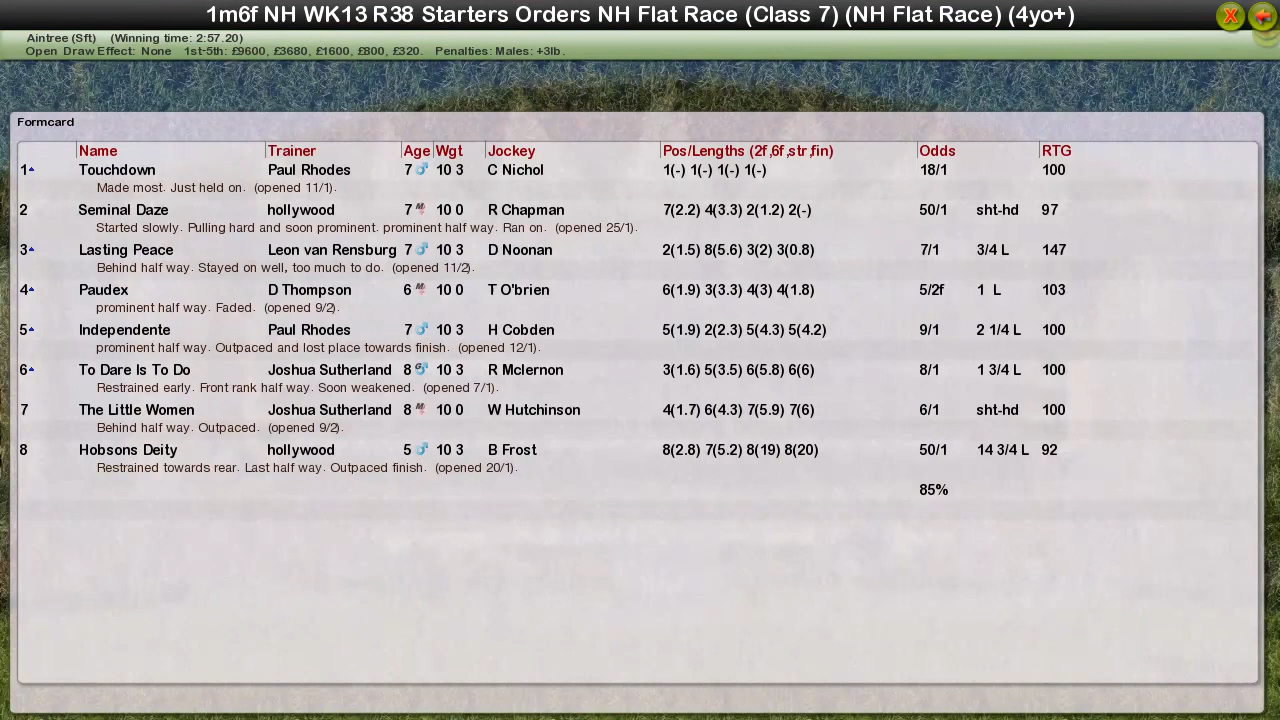 1m6f NH WK13 R38 Starters Orders NH Flat Race (Class 7) (NH Flat Race) (4yo+)
X
Aintree (Sft) (Winning time: 2:57.20)
Open Draw Effect: None 1st-5th: £9600, £3680, £1600, £800, £320. Penalties: Males: +3lb.
Formcard
Name Trainer Age Wgt Jockey Pos/Lengths (2f,6f,str,fin) Odds RTG
1 Touchdown Paul Rhodes 7 10 3 C Nichol 1(-) 1(-) 1(-) 1(-) 18/1 100
Made most. Just held on. (opened 11/1).
2 Seminal Daze hollywood 7 M 10 0 R Chapman 7(2.2) 4(3.3) 2(1.2) 2(-) 50/1 sht-hd 97
Started slowly. Pulling hard and soon prominent. prominent half way. Ran on. (opened 25/1).
3 Lasting Peace Leon van Rensburg 7 10 3 D Noonan 2(1.5) 8(5.6) 3(2) 3(0.8) 7/1 3/4 L 147
Behind half way. Stayed on well, too much to do. (opened 11/2).
4 Paudex D Thompson 6 M 10 0 T O'brien 6(1.9) 3(3.3) 4(3) 4(1.8) 5/2f 1 L 103
prominent half way. Faded. (opened 9/2).
5 Independente Paul Rhodes 7 10 3 H Cobden 5(1.9) 2(2.3) 5(4.3) 5(4.2) 9/1 2 1/4 L 100
prominent half way. Outpaced and lost place towards finish. (opened 12/1).
6 To Dare Is To Do Joshua Sutherland 8 G 10 3 R Mclernon 3(1.6) 5(3.5) 6(5.8) 6(6) 8/1 1 3/4 L 100
Restrained early. Front rank half way. Soon weakened. (opened 7/1).
7 The Little Women Joshua Sutherland 8 M 10 0 W Hutchinson 4(1.7) 6(4.3) 7(5.9) 7(6) 6/1 sht-hd 100
Behind half way. Outpaced. (opened 9/2).
8 Hobsons Deity hollywood 5 10 3 B Frost 8(2.8) 7(5.2) 8(19) 8(20) 50/1 14 3/4 L 92
Restrained towards rear. Last half way. Outpaced finish. (opened 20/1).
85%